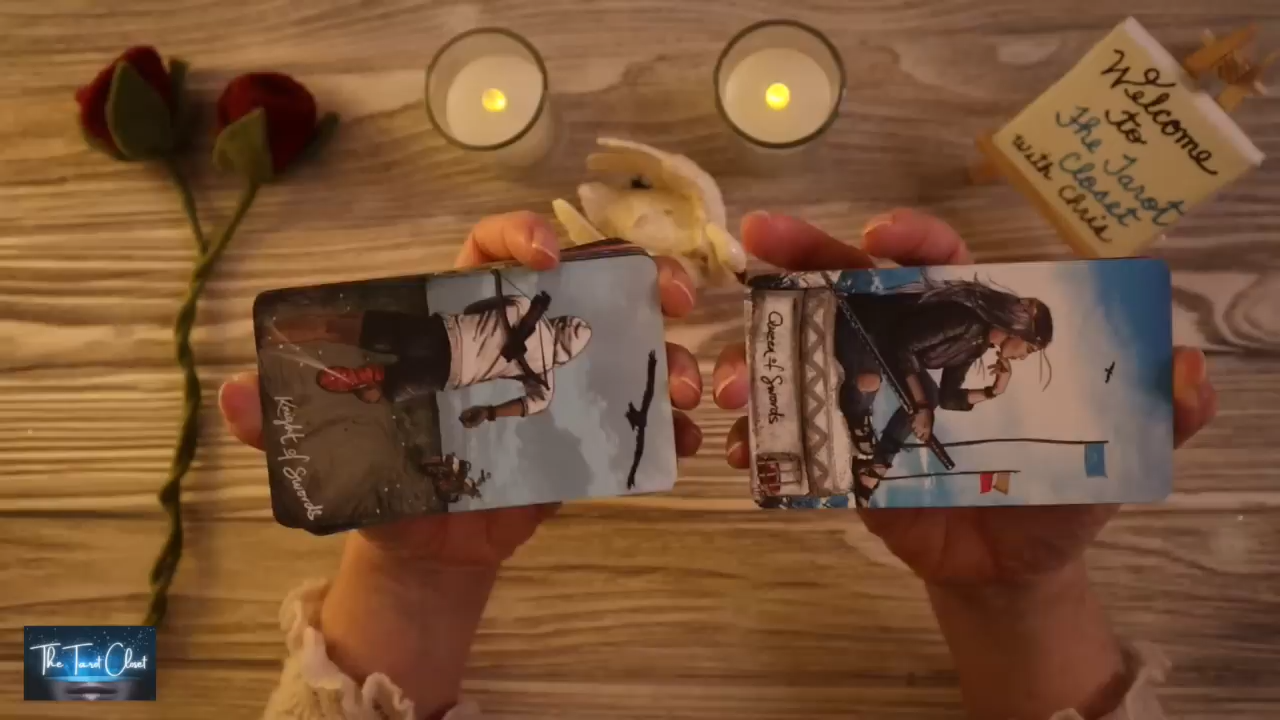 Welcome
to
The Tarot
Closet
with Chris
Knight of Swords
Queen of Swords
The Tarot Closet